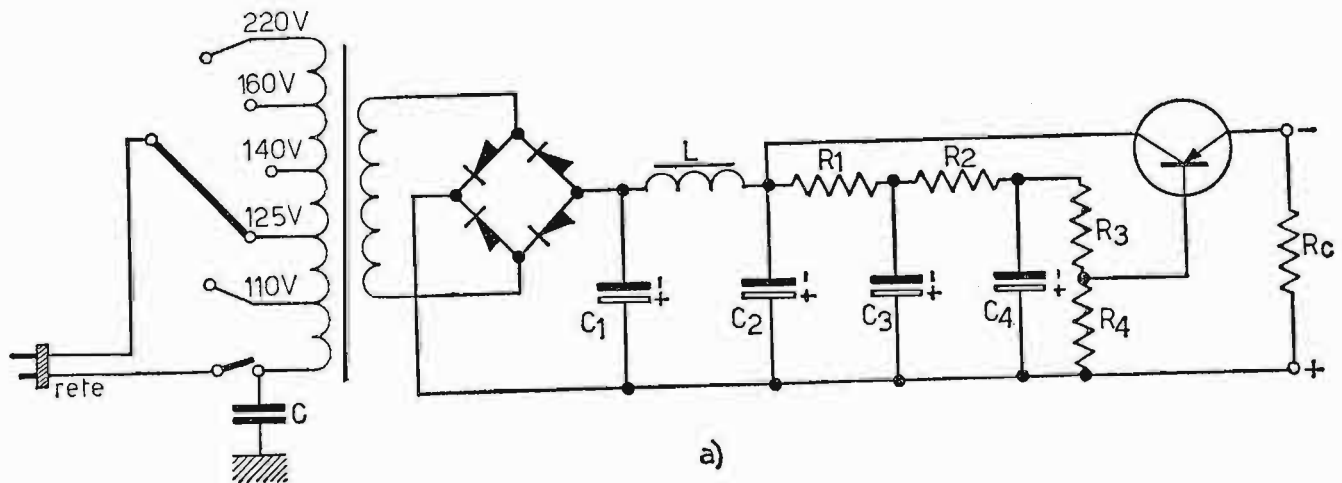 220V
160V
140V
125V
110V
rete
C
L
R1
R2
R3
R4
Rc
C1
C2
C3
C4
- +
- +
- +
- +
-
+
a)